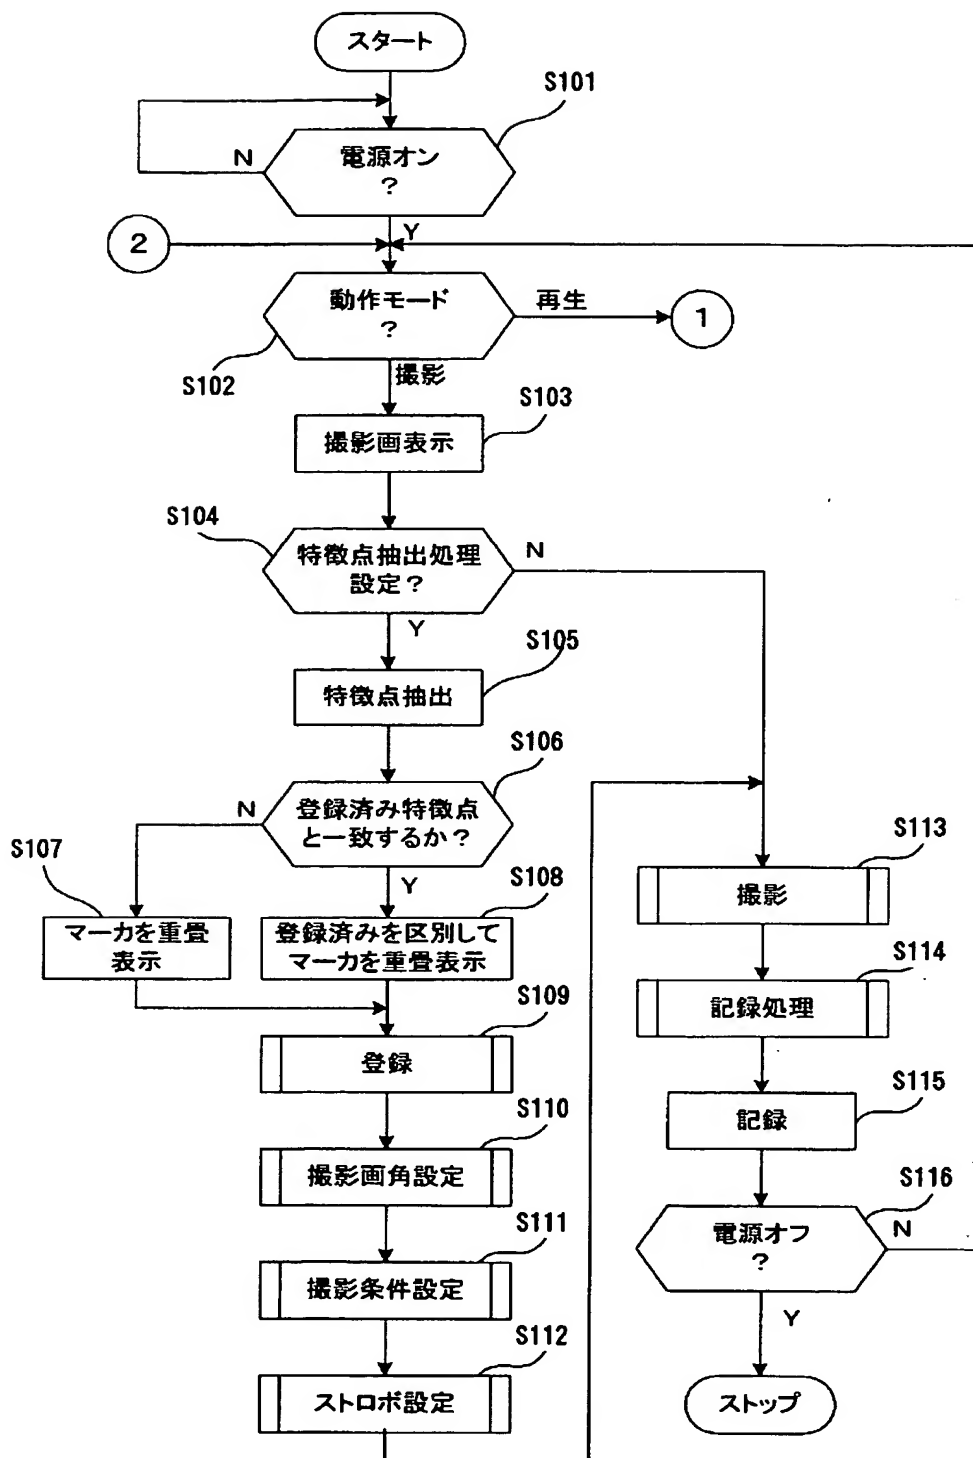 スタート
S101
電源オン
?
N
Y
2
動作モード
?
再生
1
S102
撮影
S103
撮影画表示
S104
特徴点抽出処理
設定?
N
Y
S105
特徴点抽出
S106
登録済み特徴点
と一致するか?
N
Y
S107
マーカを重畳
表示
S108
登録済みを区別して
マーカを重畳表示
S109
登録
S110
撮影画角設定
S111
撮影条件設定
S112
ストロボ設定
S113
撮影
S114
記録処理
S115
記録
S116
電源オフ
?
N
Y
ストップ